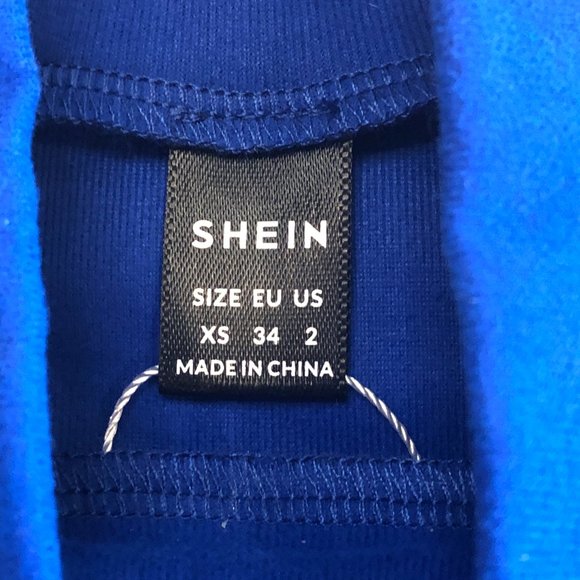 SHEIN
SIZE EU US
XS 34 2
MADE IN CHINA